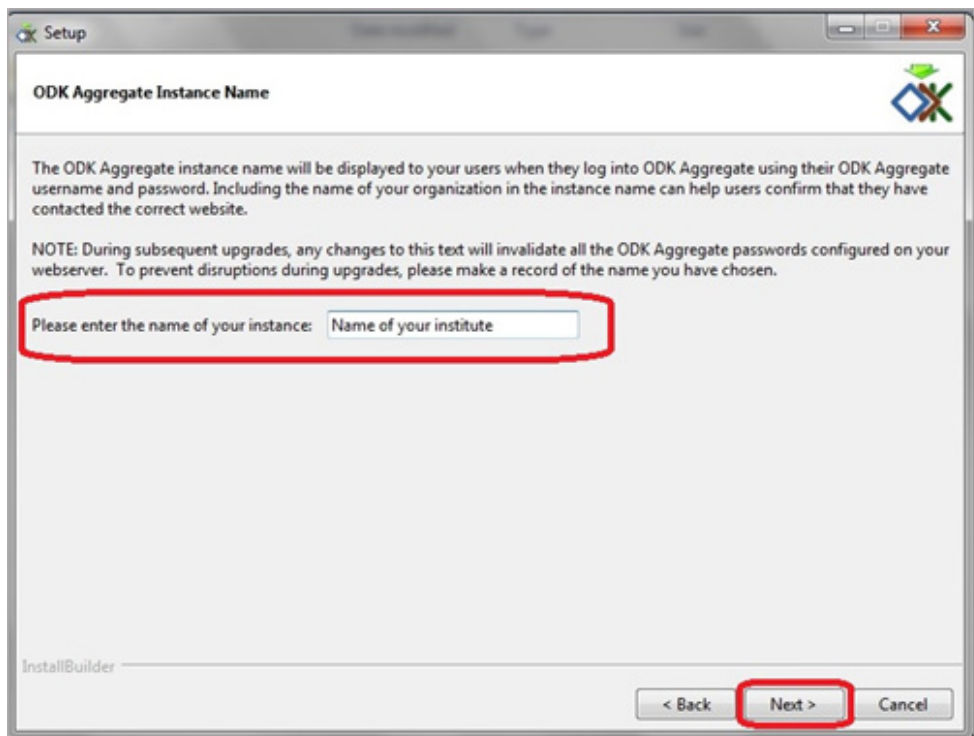 Setup
ODK Aggregate Instance Name
The ODK Aggregate instance name will be displayed to your users when they log into ODK Aggregate using their ODK Aggregate
username and password. Including the name of your organization in the instance name can help users confirm that they have
contacted the correct website.
NOTE: During subsequent upgrades, any changes to this text will invalidate all the ODK Aggregate passwords configured on your
webserver.  To prevent disruptions during upgrades, please make a record of the name you have chosen.
Please enter the name of your instance: Name of your institute
InstallBuilder
< Back Next > Cancel